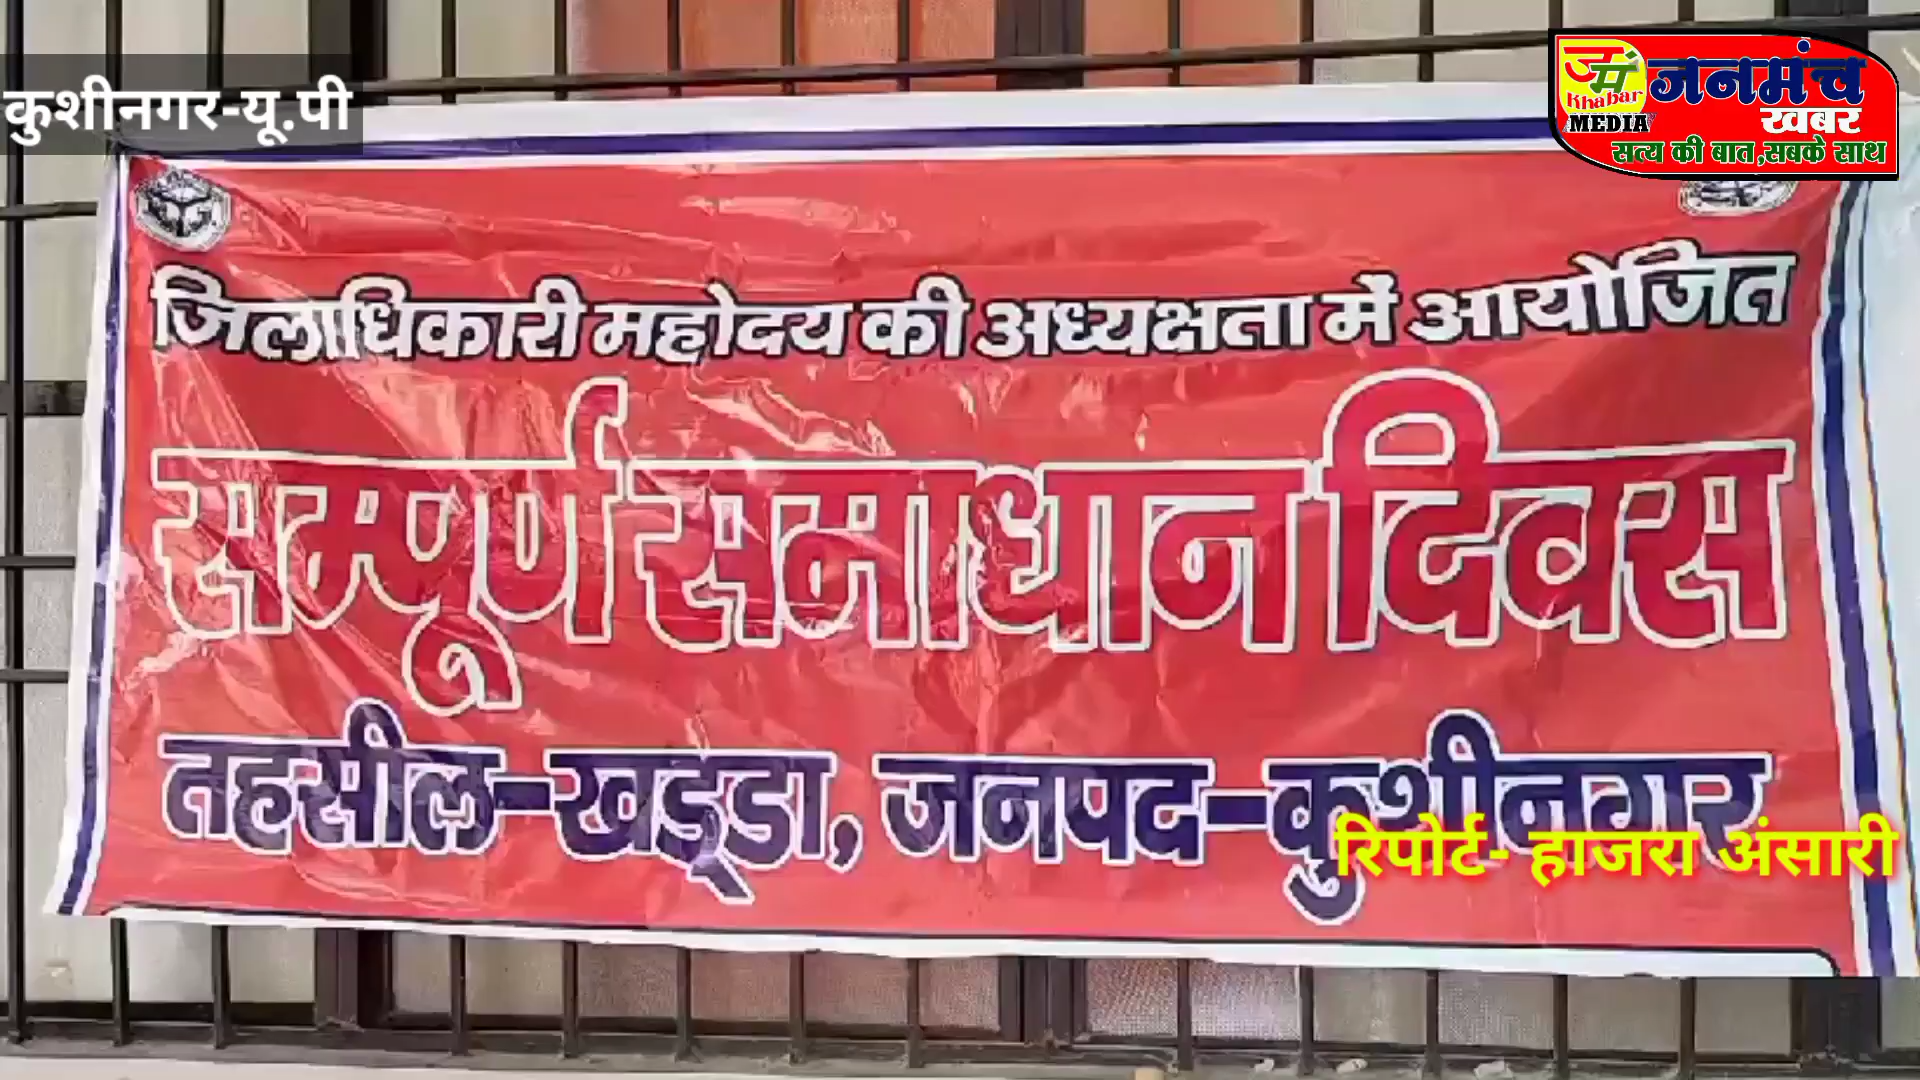 कुशीनगर-यू.पी
जमं
Khabar
MEDIA
जनमंच
खबर
सत्य की बात,सबके साथ
जिलाधिकारी महोदय की अध्यक्षता में आयोजित
सम्पूर्ण समाधान दिवस
तहसील-खड्डा, जनपद-कुशीनगर
रिपोर्ट- हाजरा अंसारी